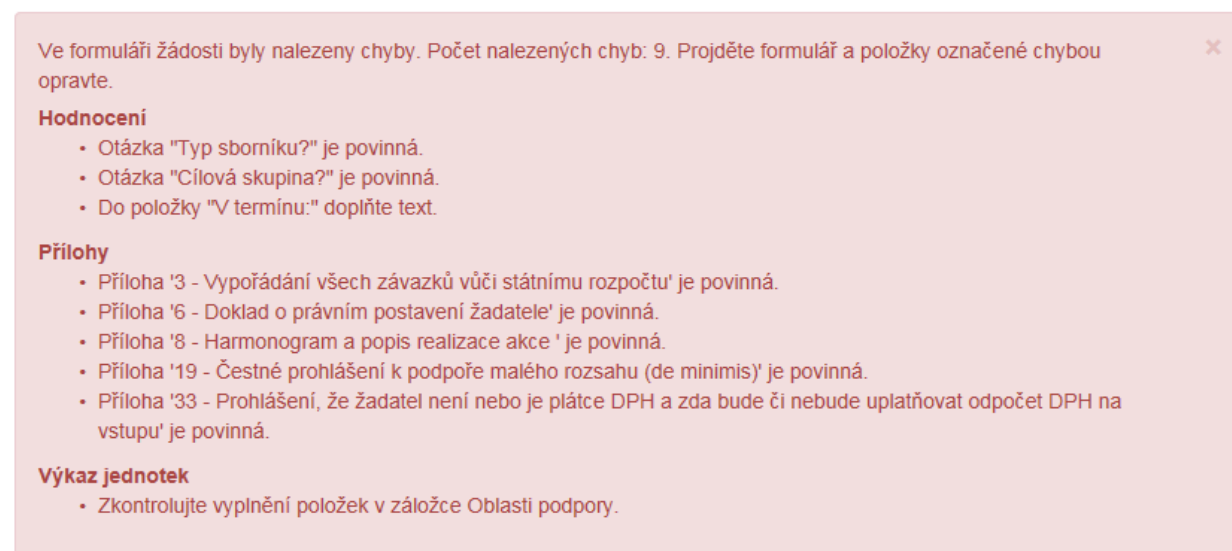 Ve formuláři žádosti byly nalezeny chyby. Počet nalezených chyb: 9. Projděte formulář a položky označené chybou
opravte.
×
Hodnocení
• Otázka "Typ sborníku?" je povinná.
• Otázka "Cílová skupina?" je povinná.
• Do položky "V termínu:" doplňte text.
Přílohy
• Příloha '3 - Vypořádání všech závazků vůči státnímu rozpočtu' je povinná.
• Příloha '6 - Doklad o právním postavení žadatele' je povinná.
• Příloha '8 - Harmonogram a popis realizace akce ' je povinná.
• Příloha '19 - Čestné prohlášení k podpoře malého rozsahu (de minimis)' je povinná.
• Příloha '33 - Prohlášení, že žadatel není nebo je plátce DPH a zda bude či nebude uplatňovat odpočet DPH na
vstupu' je povinná.
Výkaz jednotek
• Zkontrolujte vyplnění položek v záložce Oblasti podpory.